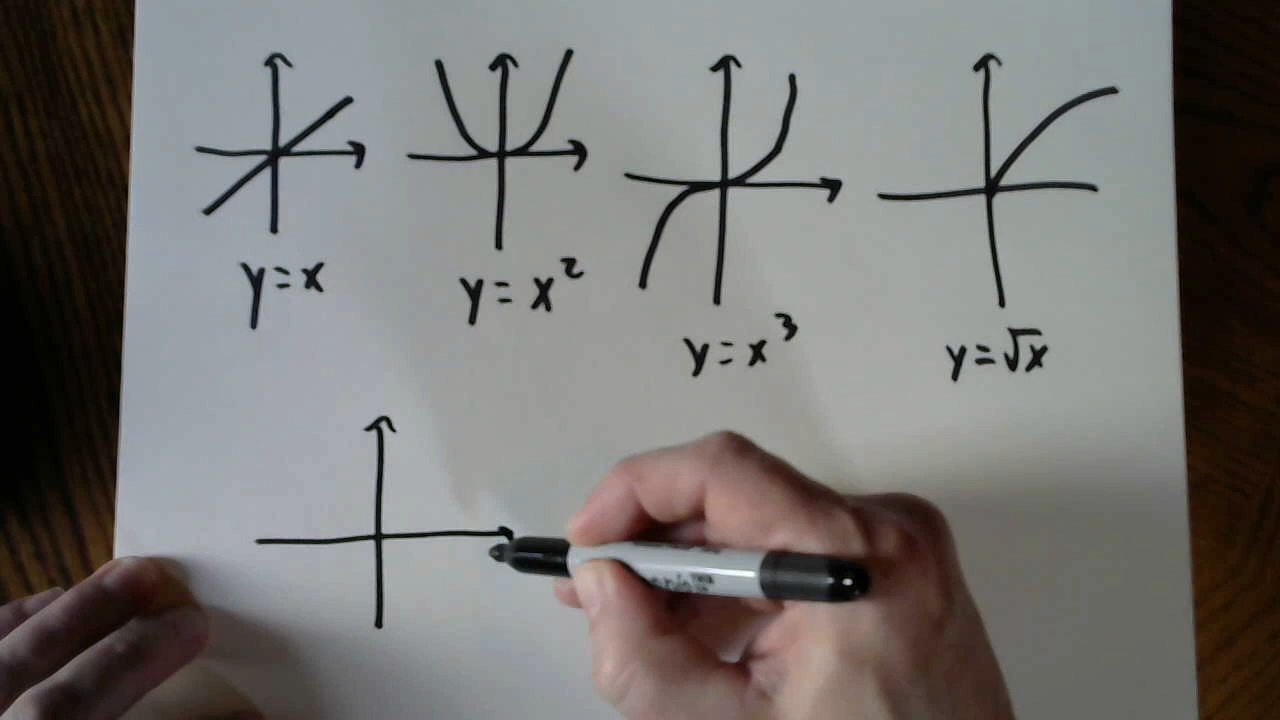 y = x
y = x²
y = x³
y = √x